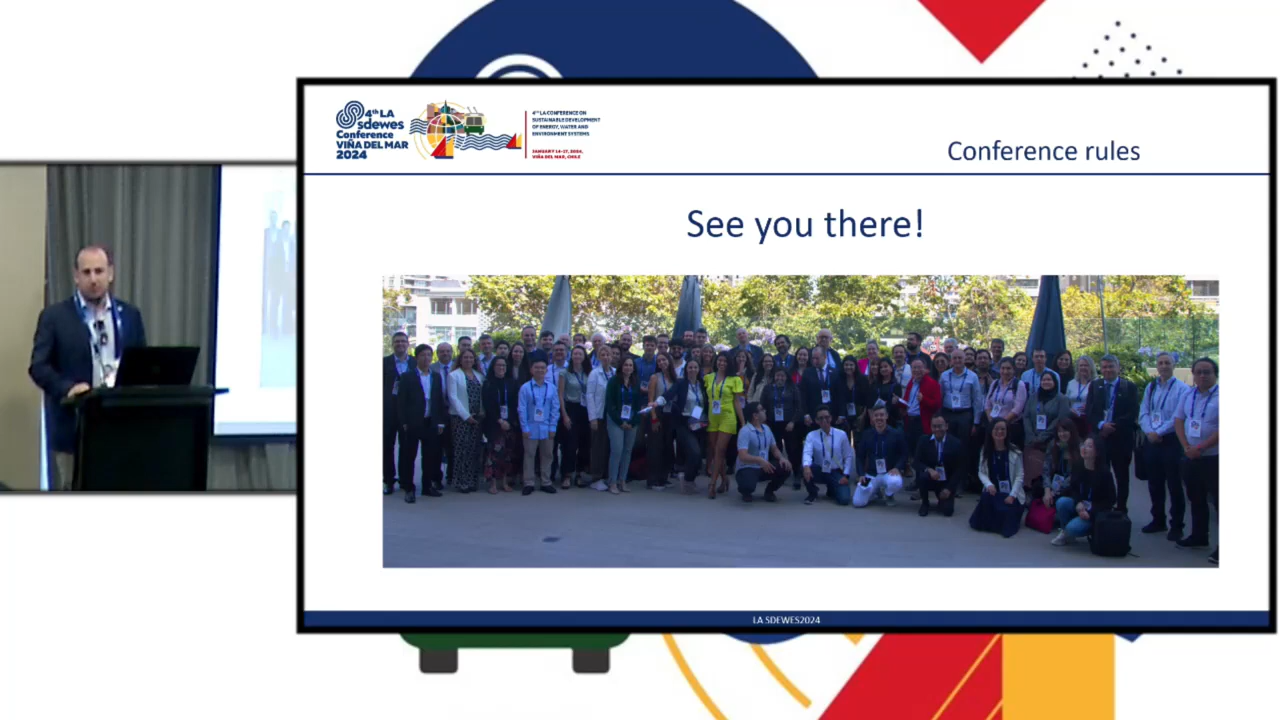 4th LA
sdewes
Conference
VIÑA DEL MAR
2024
4TH LA CONFERENCE ON
SUSTAINABLE DEVELOPMENT
OF ENERGY, WATER AND
ENVIRONMENT SYSTEMS
JANUARY 14-17, 2024,
VIÑA DEL MAR, CHILE
Conference rules
See you there!
LA SDEWES2024